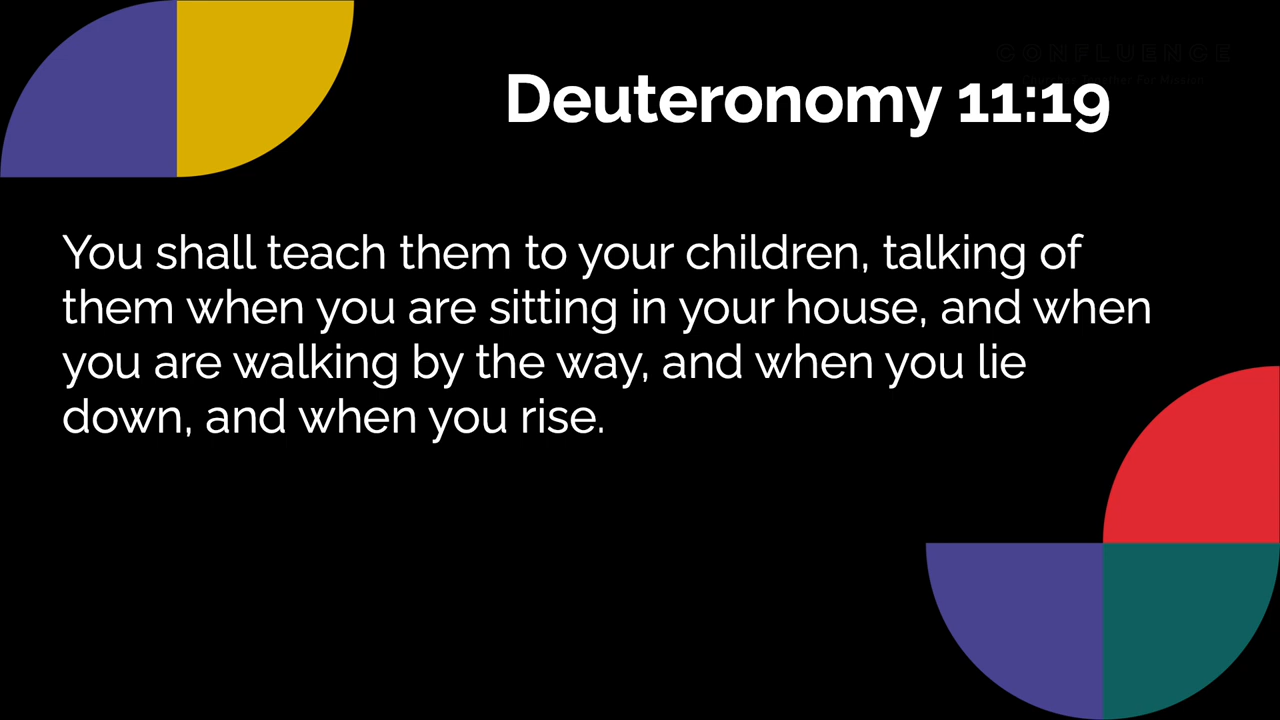 CONFLUENCE
Deuteronomy 11:19
You shall teach them to your children, talking of
them when you are sitting in your house, and when
you are walking by the way, and when you lie
down, and when you rise.